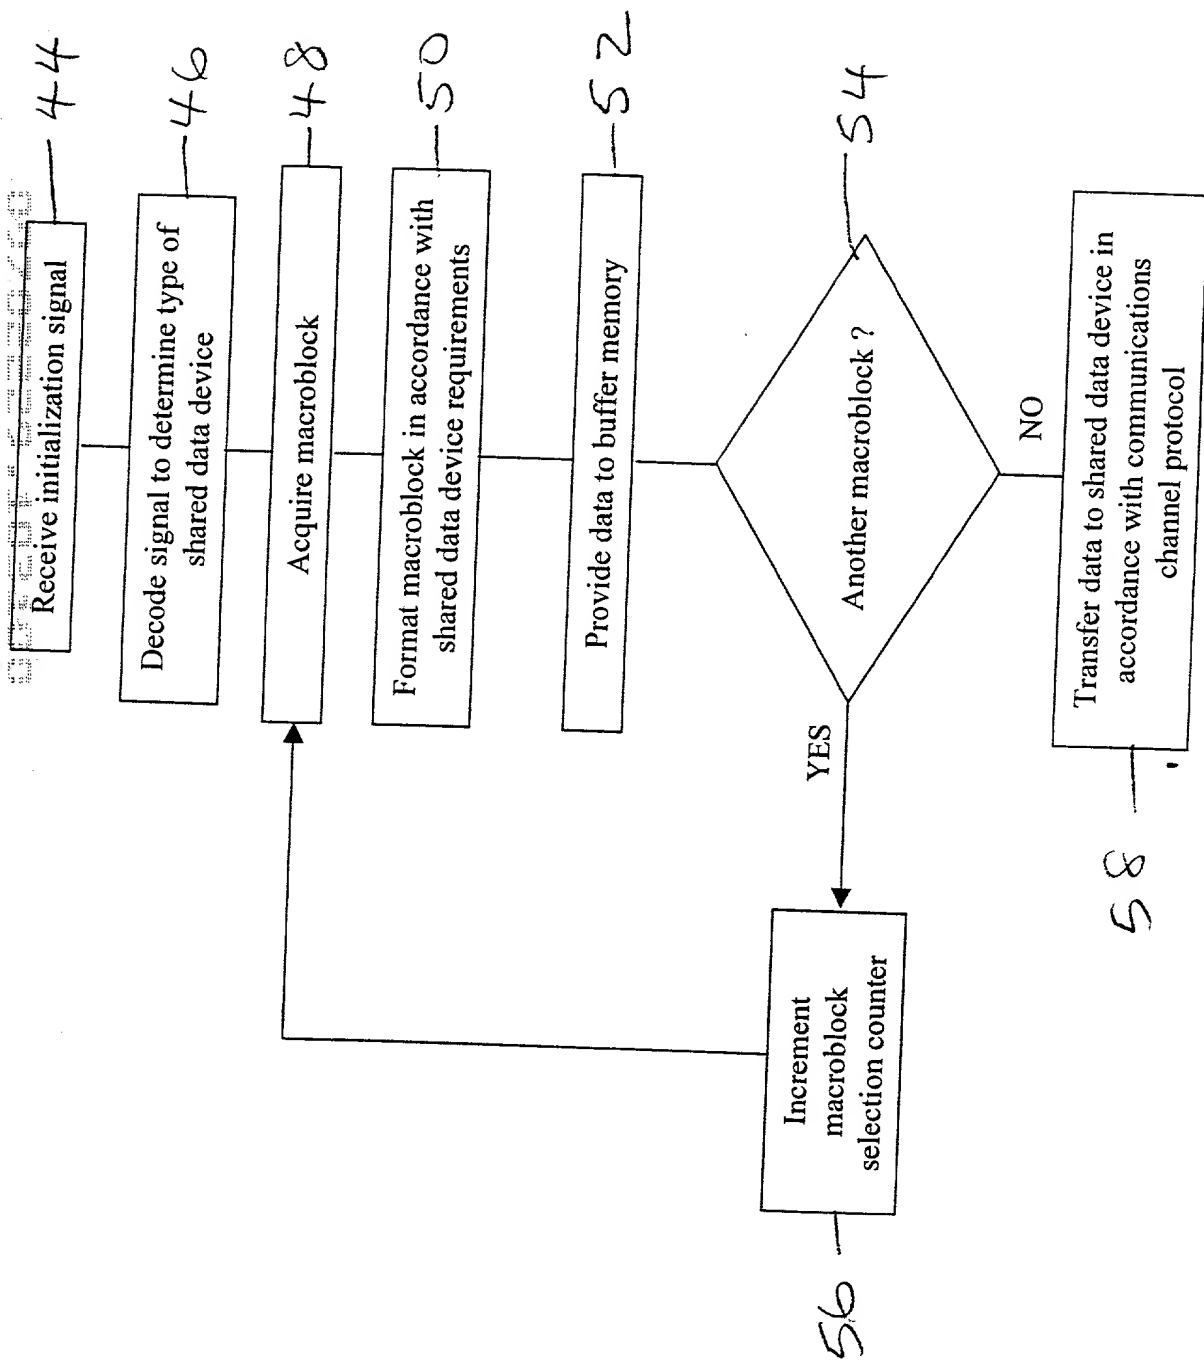 Receive initialization signal
44
Decode signal to determine type of
shared data device
46
Acquire macroblock
48
Format macroblock in accordance with
shared data device requirements
50
Provide data to buffer memory
52
Another macroblock ?
54
YES
NO
Increment
macroblock
selection counter
56
Transfer data to shared data device in
accordance with communications
channel protocol
58